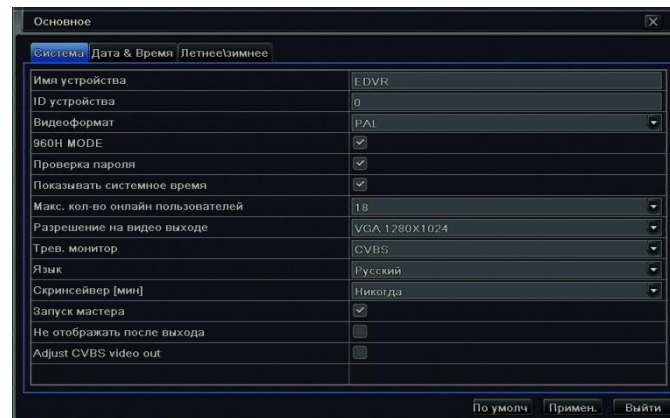 Основное
Система Дата & Время Летнее\зимнее
Имя устройства EDVR
ID устройства 0
Видеоформат PAL
960H MODE
Проверка пароля
Показывать системное время
Макс. кол-во онлайн пользователей 18
Разрешение на видео выходе VGA 1280X1024
Трев. монитор CVBS
Язык Русский
Скринсейвер [мин] Никогда
Запуск мастера
Не отображать после выхода
Adjust CVBS video out
По умолч Примен. Выйти